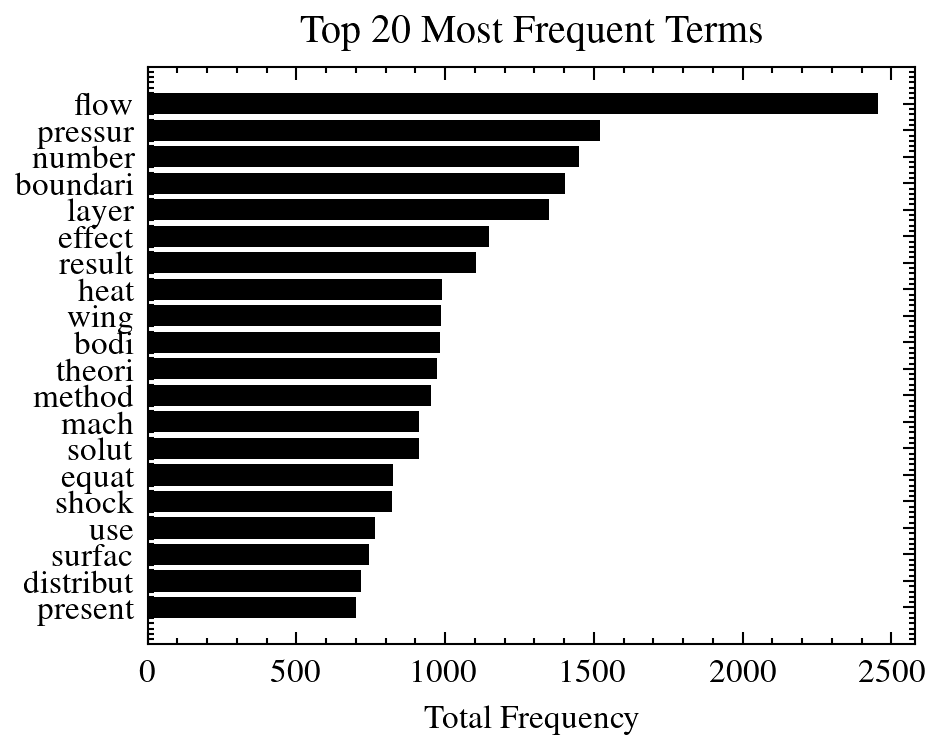 Top 20 Most Frequent Terms
flow
pressur
number
boundari
layer
effect
result
heat
wing
bodi
theori
method
mach
solut
equat
shock
use
surfac
distribut
present
0 500 1000 1500 2000 2500
Total Frequency